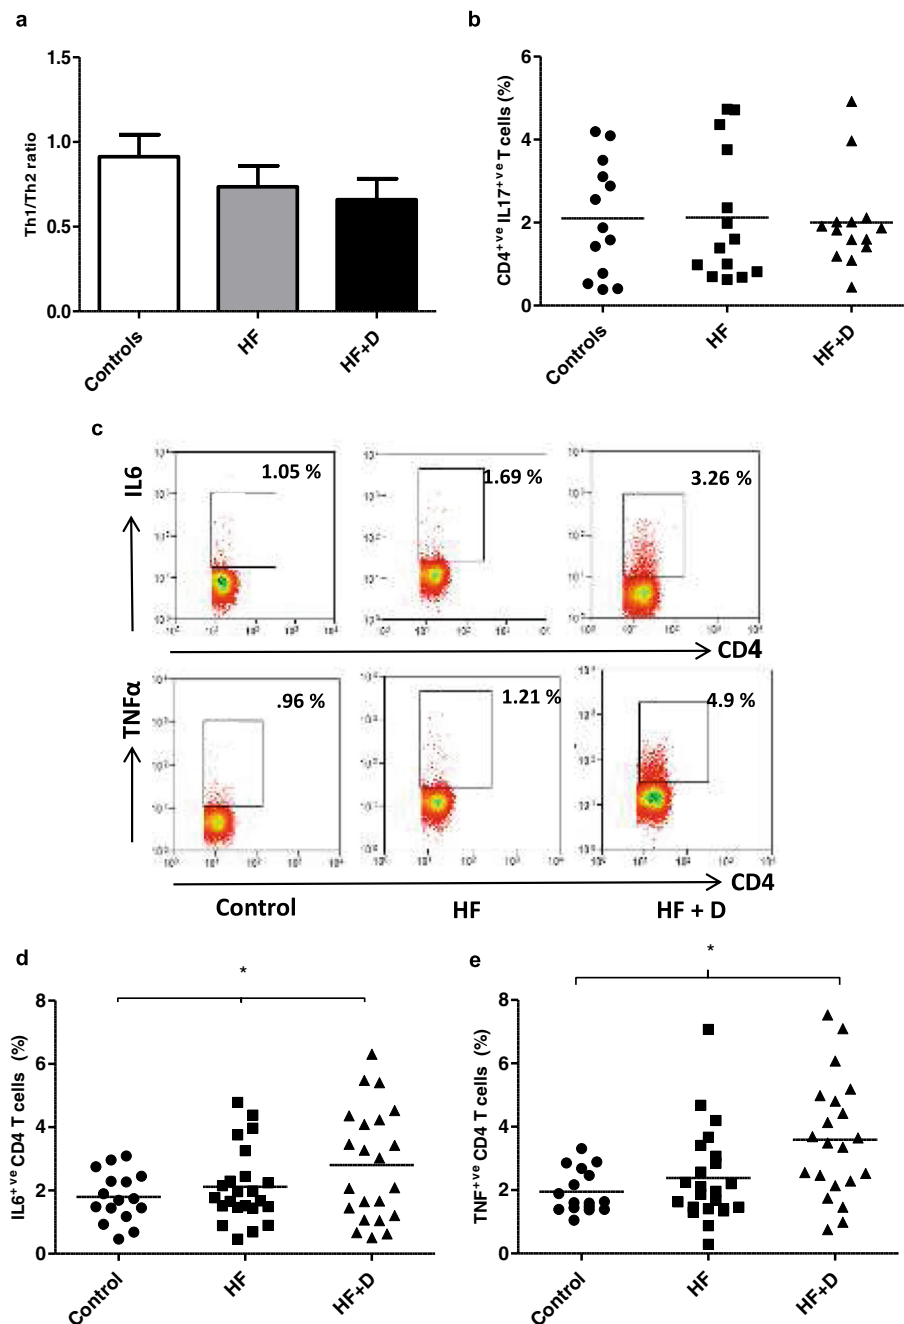 a
Th1/Th2 ratio
1.5
1.0
0.5
0.0
Controls
HF
HF+D
b
CD4+ve IL17+ve T cells (%)
6
4
2
0
Controls
HF
HF+D
c
IL6
1.05 %
1.69 %
3.26 %
CD4
TNFα
.96 %
1.21 %
4.9 %
CD4
Control
HF
HF + D
d
*
IL6+ve CD4 T cells (%)
8
6
4
2
0
Control
HF
HF+D
e
*
TNF+ve CD4 T cells (%)
8
6
4
2
0
Control
HF
HF+D